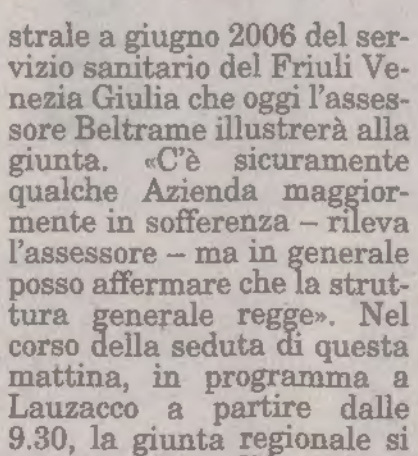 strale a giugno 2006 del ser-
vizio sanitario del Friuli Ve-
nezia Giulia che oggi l'asses-
sore Beltrame illustrerà alla
giunta. «C'è sicuramente
qualche Azienda maggior-
mente in sofferenza – rileva
l'assessore – ma in generale
posso affermare che la strut-
tura generale regge». Nel
corso della seduta di questa
mattina, in programma a
Lauzacco a partire dalle
9.30, la giunta regionale si